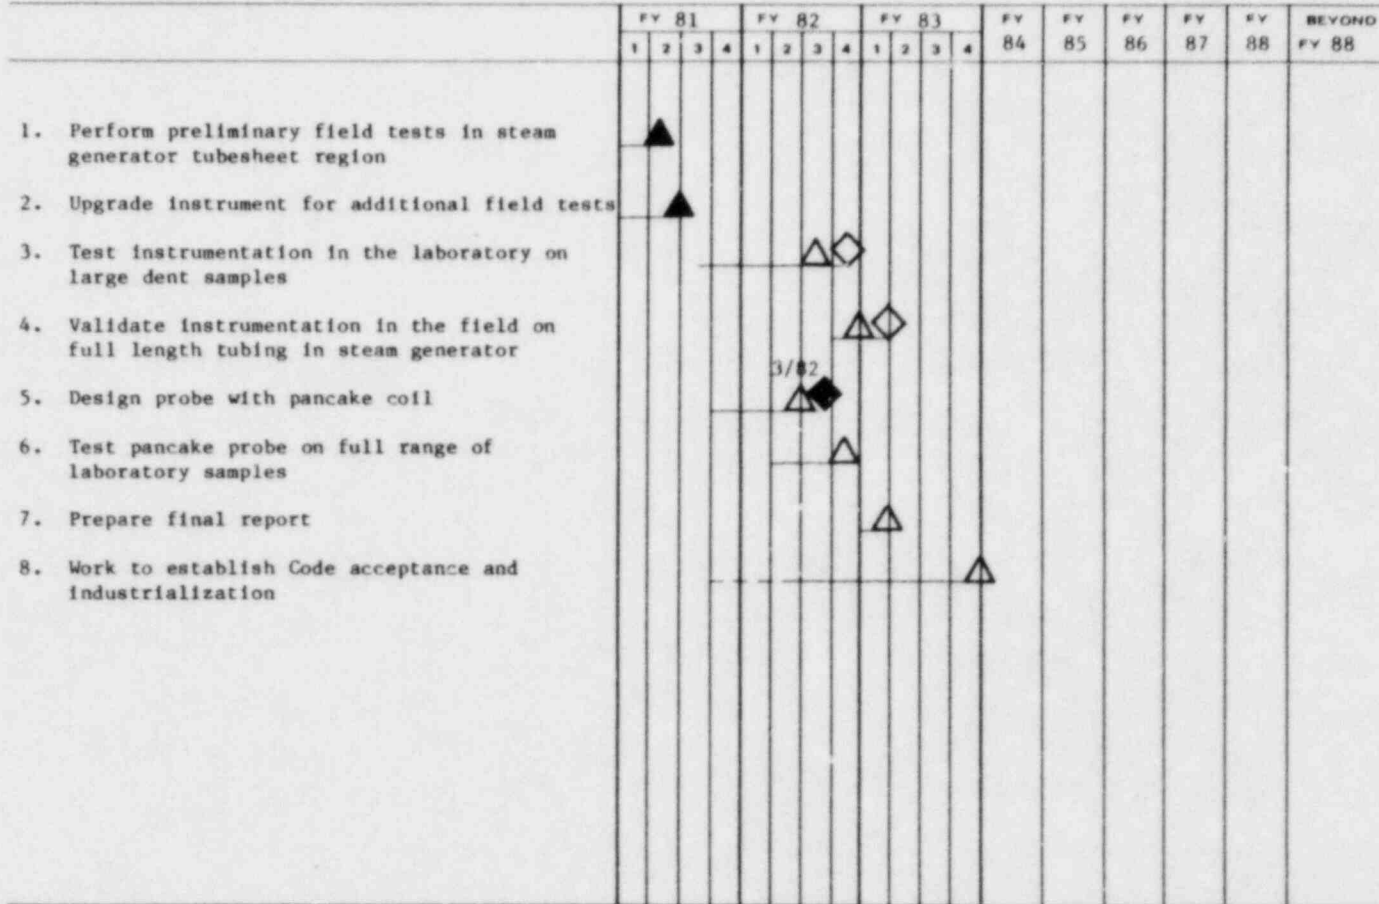 FY 81 FY 82 FY 83 FY FY FY FY FY BEYOND
1 2 3 4 1 2 3 4 1 2 3 4 84 85 86 87 88 FY 88
1. Perform preliminary field tests in steam
generator tubesheet region
2. Upgrade instrument for additional field tests
3. Test instrumentation in the laboratory on
large dent samples
4. Validate instrumentation in the field on
full length tubing in steam generator
3/82
5. Design probe with pancake coil
6. Test pancake probe on full range of
laboratory samples
7. Prepare final report
8. Work to establish Code acceptance and
industrialization